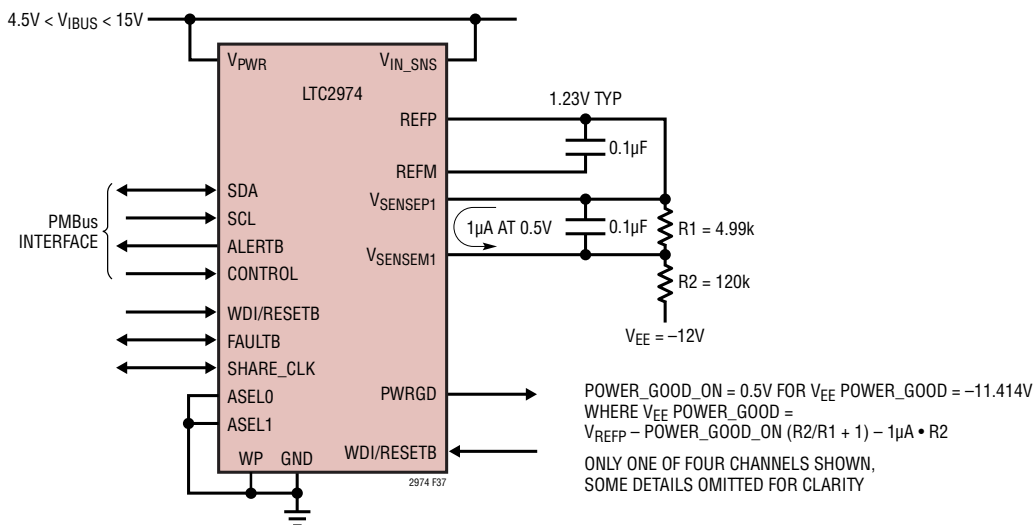 4.5V < VIBUS < 15V
VPWR
VIN_SNS
LTC2974
1.23V TYP
REFP
0.1µF
REFM
SDA
VSENSEP1
PMBus
INTERFACE
SCL
1µA AT 0.5V
0.1µF
R1 = 4.99k
ALERTB
VSENSEM1
CONTROL
R2 = 120k
WDI/RESETB
FAULTB
VEE = –12V
SHARE_CLK
ASEL0
PWRGD
ASEL1
WP
GND
WDI/RESETB
2974 F37
POWER_GOOD_ON = 0.5V FOR VEE POWER_GOOD = –11.414V
WHERE VEE POWER_GOOD =
VREFP – POWER_GOOD_ON (R2/R1 + 1) – 1µA • R2
ONLY ONE OF FOUR CHANNELS SHOWN,
SOME DETAILS OMITTED FOR CLARITY